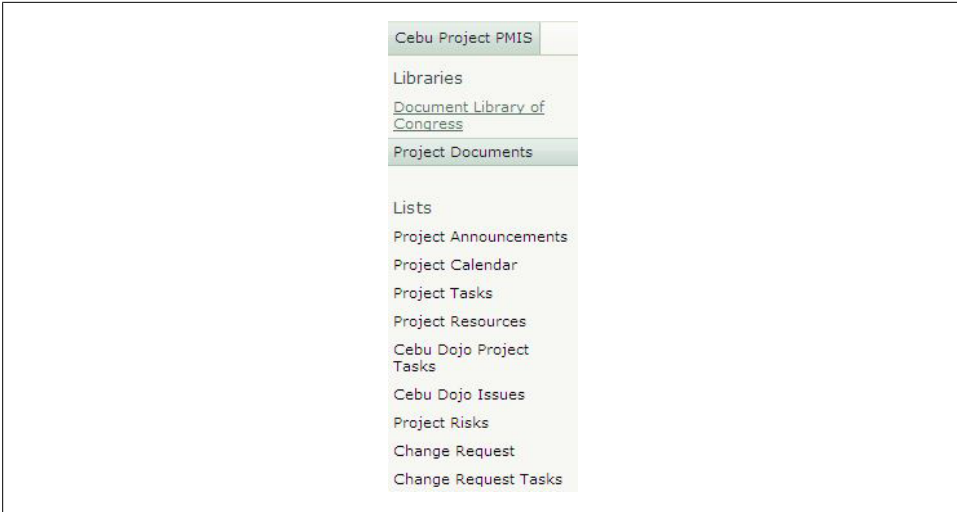 Cebu Project PMIS
Libraries
Document Library of
Congress
Project Documents
Lists
Project Announcements
Project Calendar
Project Tasks
Project Resources
Cebu Dojo Project
Tasks
Cebu Dojo Issues
Project Risks
Change Request
Change Request Tasks